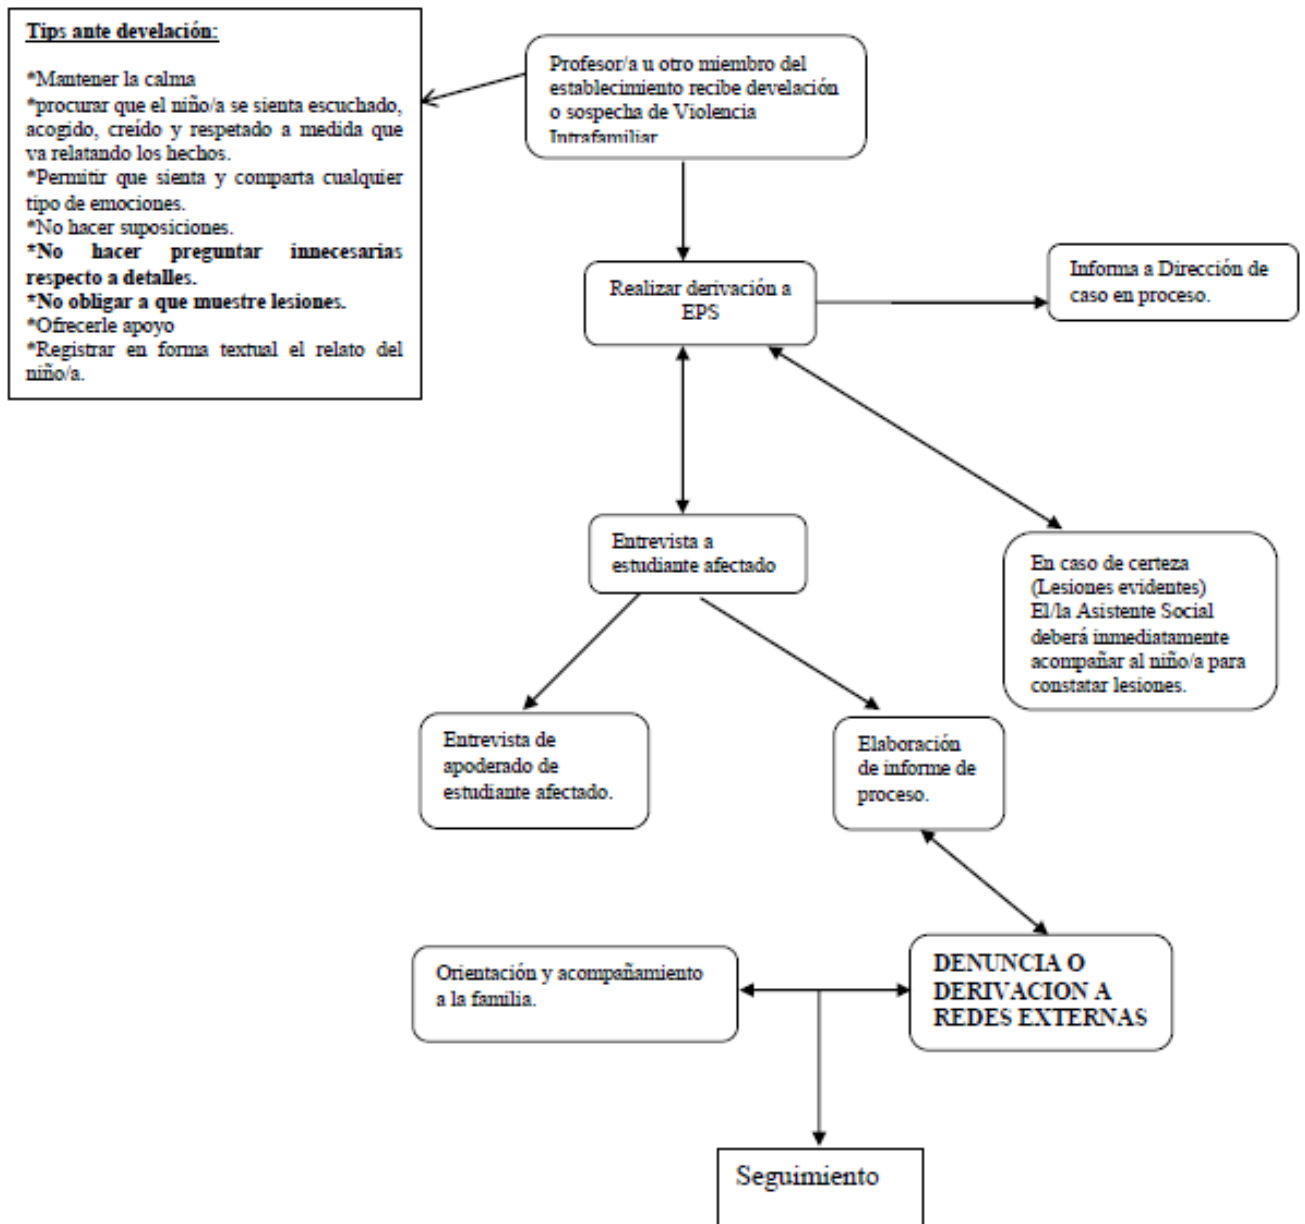 Tips ante develación:
*Mantener la calma
*procurar que el niño/a se sienta escuchado,
acogido, creído y respetado a medida que
va relatando los hechos.
*Permitir que sienta y comparta cualquier
tipo de emociones.
*No hacer suposiciones.
*No hacer preguntar innecesarias
respecto a detalles.
*No obligar a que muestre lesiones.
*Ofrecerle apoyo
*Registrar en forma textual el relato del
niño/a.
Profesor/a u otro miembro del
establecimiento recibe develación
o sospecha de Violencia
Intrafamiliar
Realizar derivación a
EPS
Informa a Dirección de
caso en proceso.
Entrevista a
estudiante afectado
En caso de certeza
(Lesiones evidentes)
El/la Asistente Social
deberá inmediatamente
acompañar al niño/a para
constatar lesiones.
Entrevista de
apoderado de
estudiante afectado.
Elaboración
de informe de
proceso.
Orientación y acompañamiento
a la familia.
DENUNCIA O
DERIVACION A
REDES EXTERNAS
Seguimiento